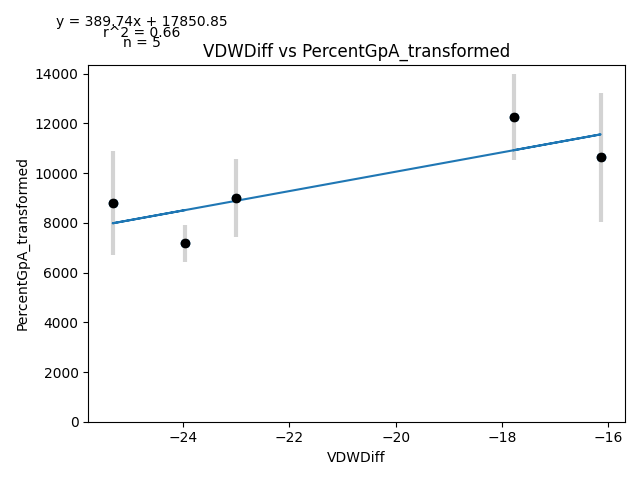 y = 389.74x + 17850.85
r^2 = 0.66
n = 5
VDWDiff vs PercentGpA_transformed
14000
12000
10000
8000
6000
4000
2000
0
PercentGpA_transformed
−24
−22
−20
−18
−16
VDWDiff